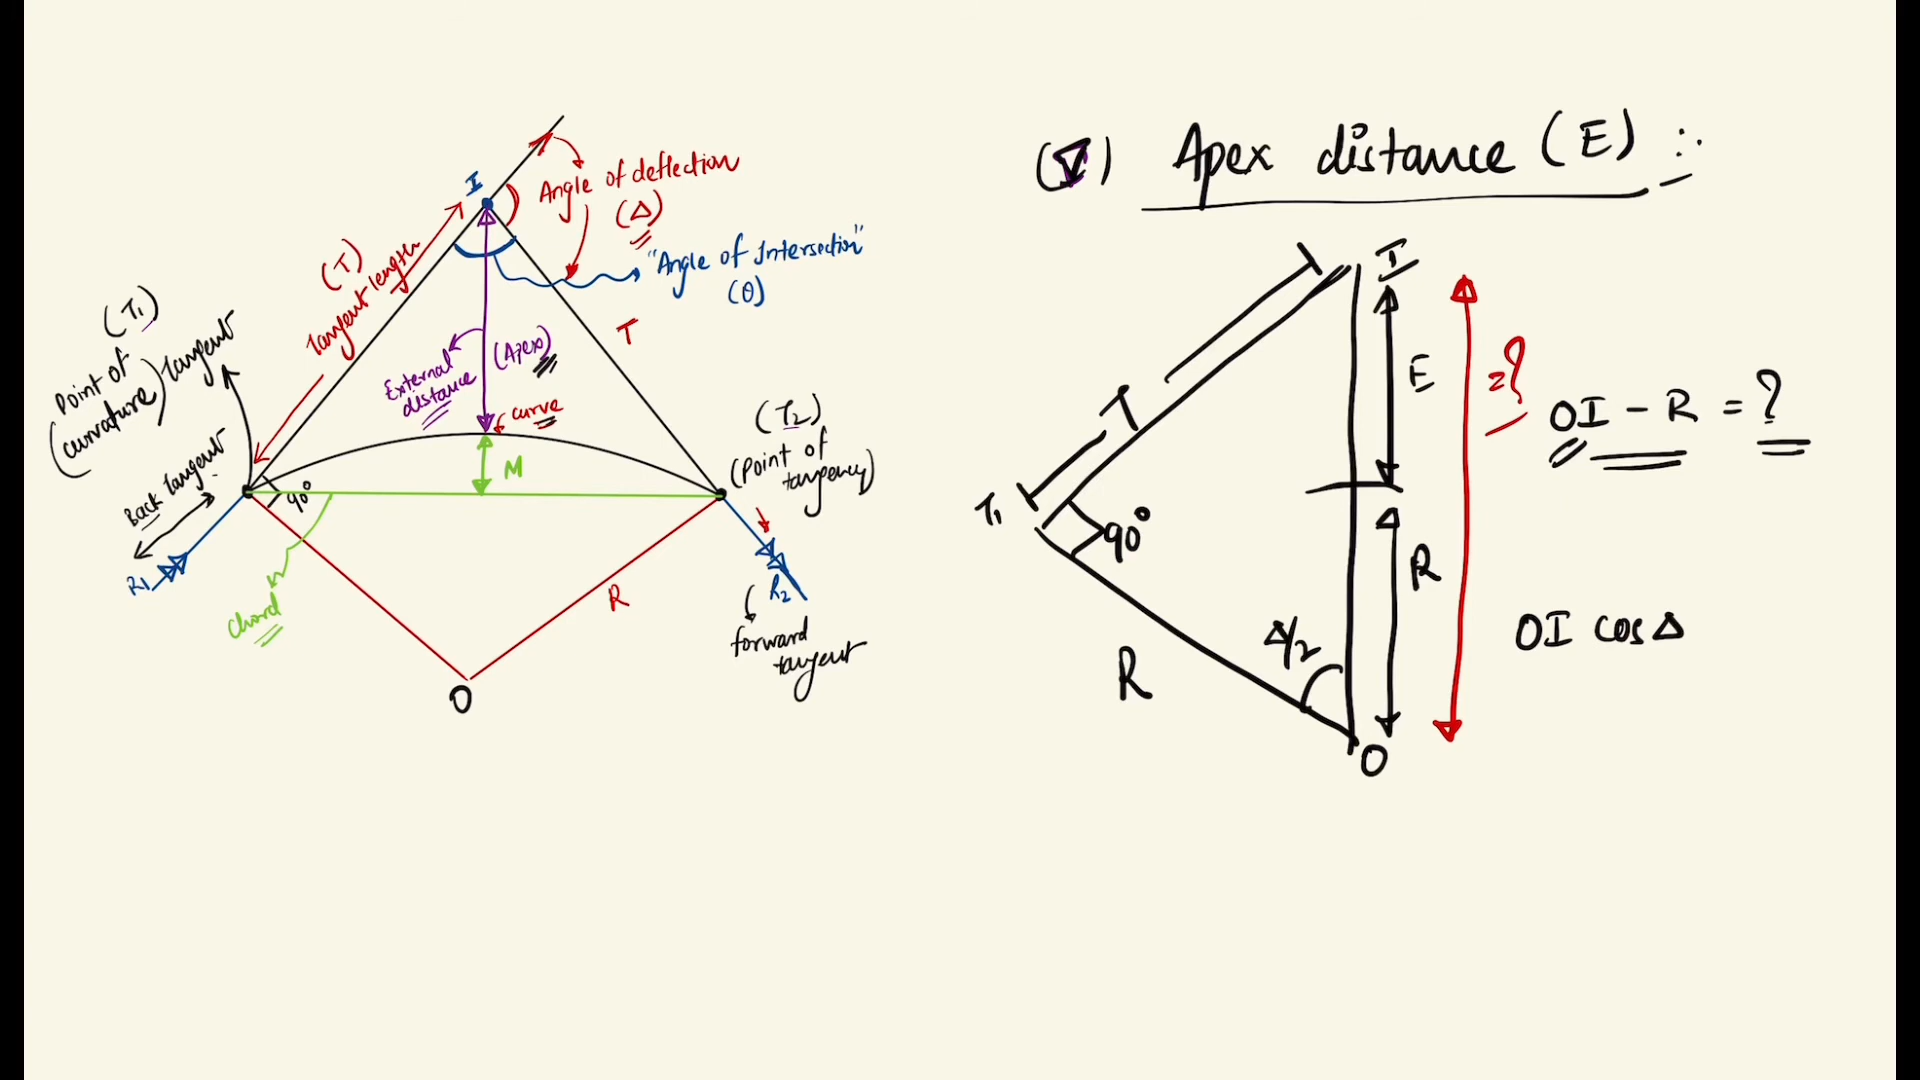 I
Angle of deflection
(Δ)
"Angle of Intersection"
(θ)
(T)
Tangent length
T
(T1)
Point of
(curvature) tangent
Back tangent
R1
90°
External
distance
(Apex)
curve
M
(T2)
(Point of
tangency)
R2
forward
tangent
chord
R
O
(V) Apex distance (E) :-
I
T
T1
90°
E
=?
OI - R = ?
R
Δ/2
R
O
OI cos Δ